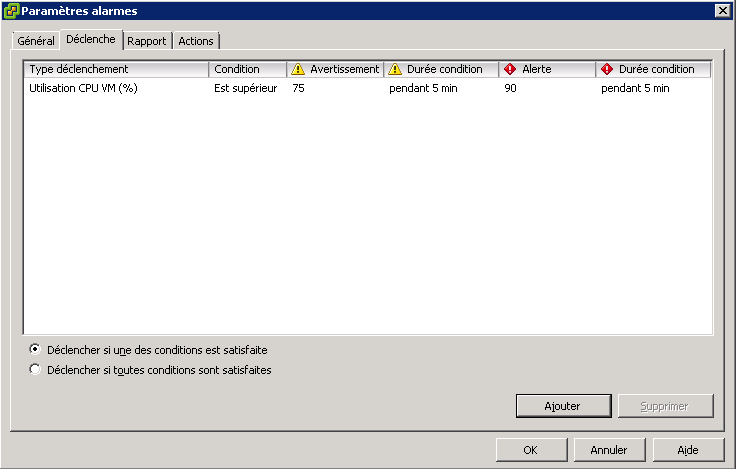 Paramètres alarmes
Général Déclenche Rapport Actions
Type déclenchement Condition Avertissement Durée condition Alerte Durée condition
Utilisation CPU VM (%) Est supérieur 75 pendant 5 min 90 pendant 5 min
Déclencher si une des conditions est satisfaite
Déclencher si toutes conditions sont satisfaites
Ajouter Supprimer
OK Annuler Aide